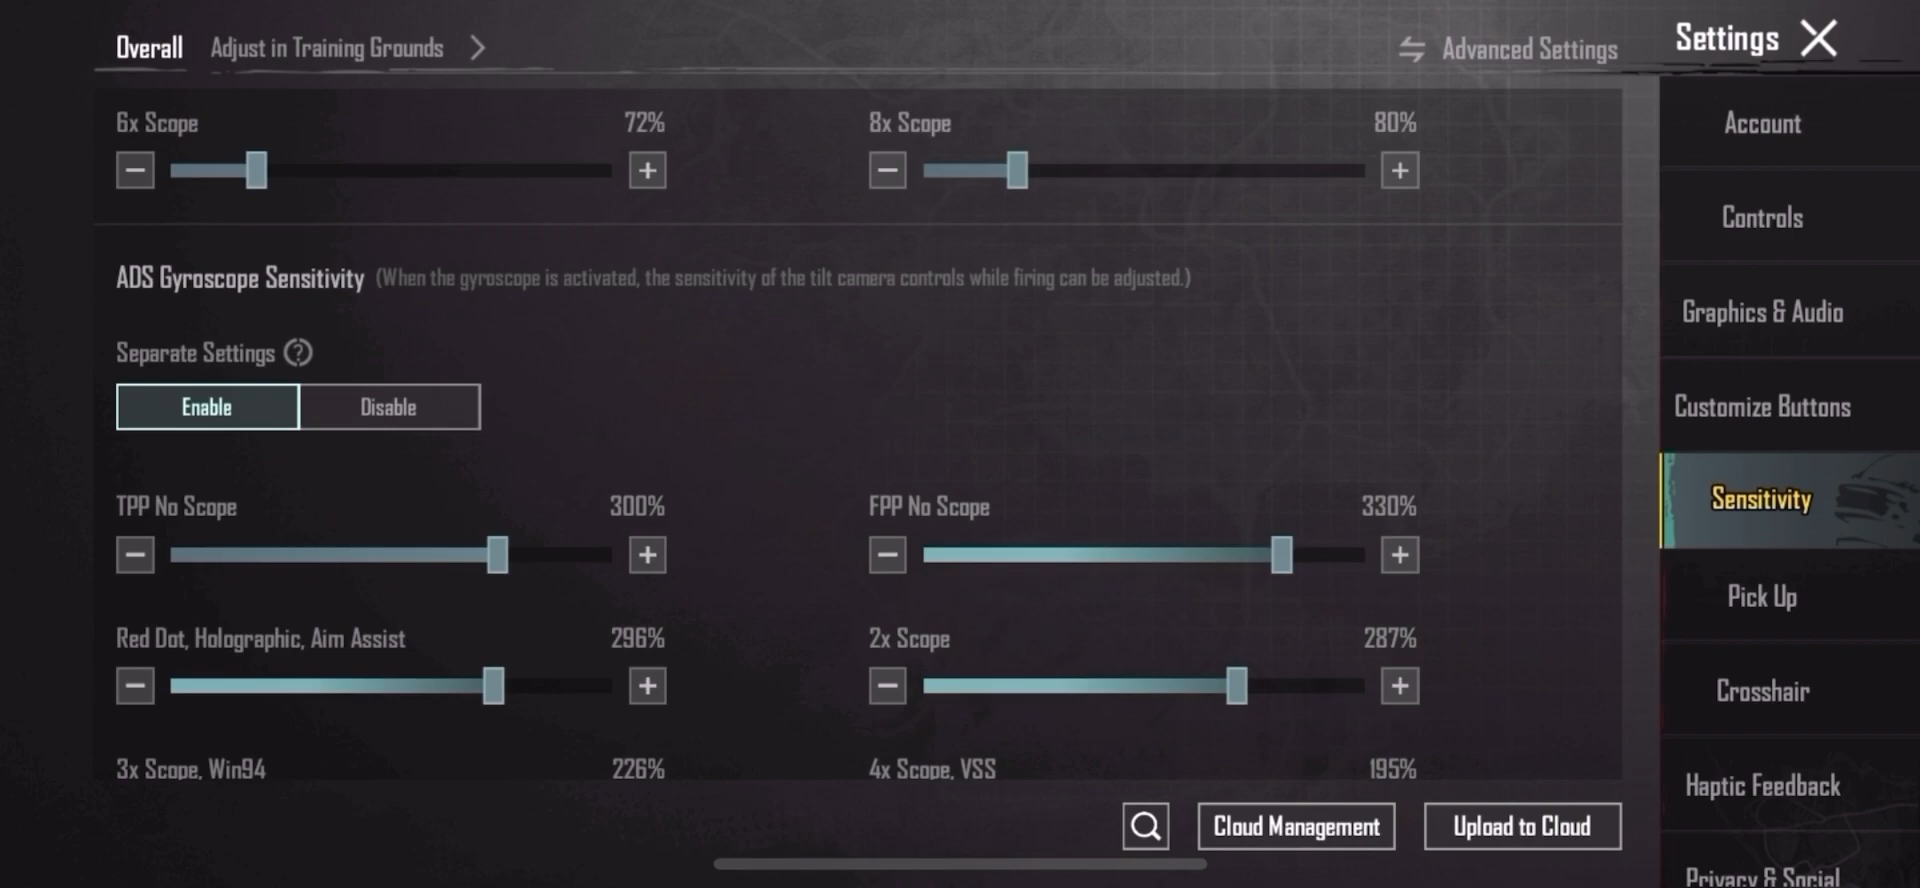 Overall
Adjust in Training Grounds
Advanced Settings
Settings
6x Scope 72%
8x Scope 80%
ADS Gyroscope Sensitivity (When the gyroscope is activated, the sensitivity of the tilt camera controls while firing can be adjusted.)
Separate Settings ?
Enable
Disable
TPP No Scope 300%
FPP No Scope 330%
Red Dot, Holographic, Aim Assist 296%
2x Scope 287%
3x Scope, Win94 226%
4x Scope, VSS 195%
Cloud Management
Upload to Cloud
Account
Controls
Graphics & Audio
Customize Buttons
Sensitivity
Pick Up
Crosshair
Haptic Feedback
Privacy & Social